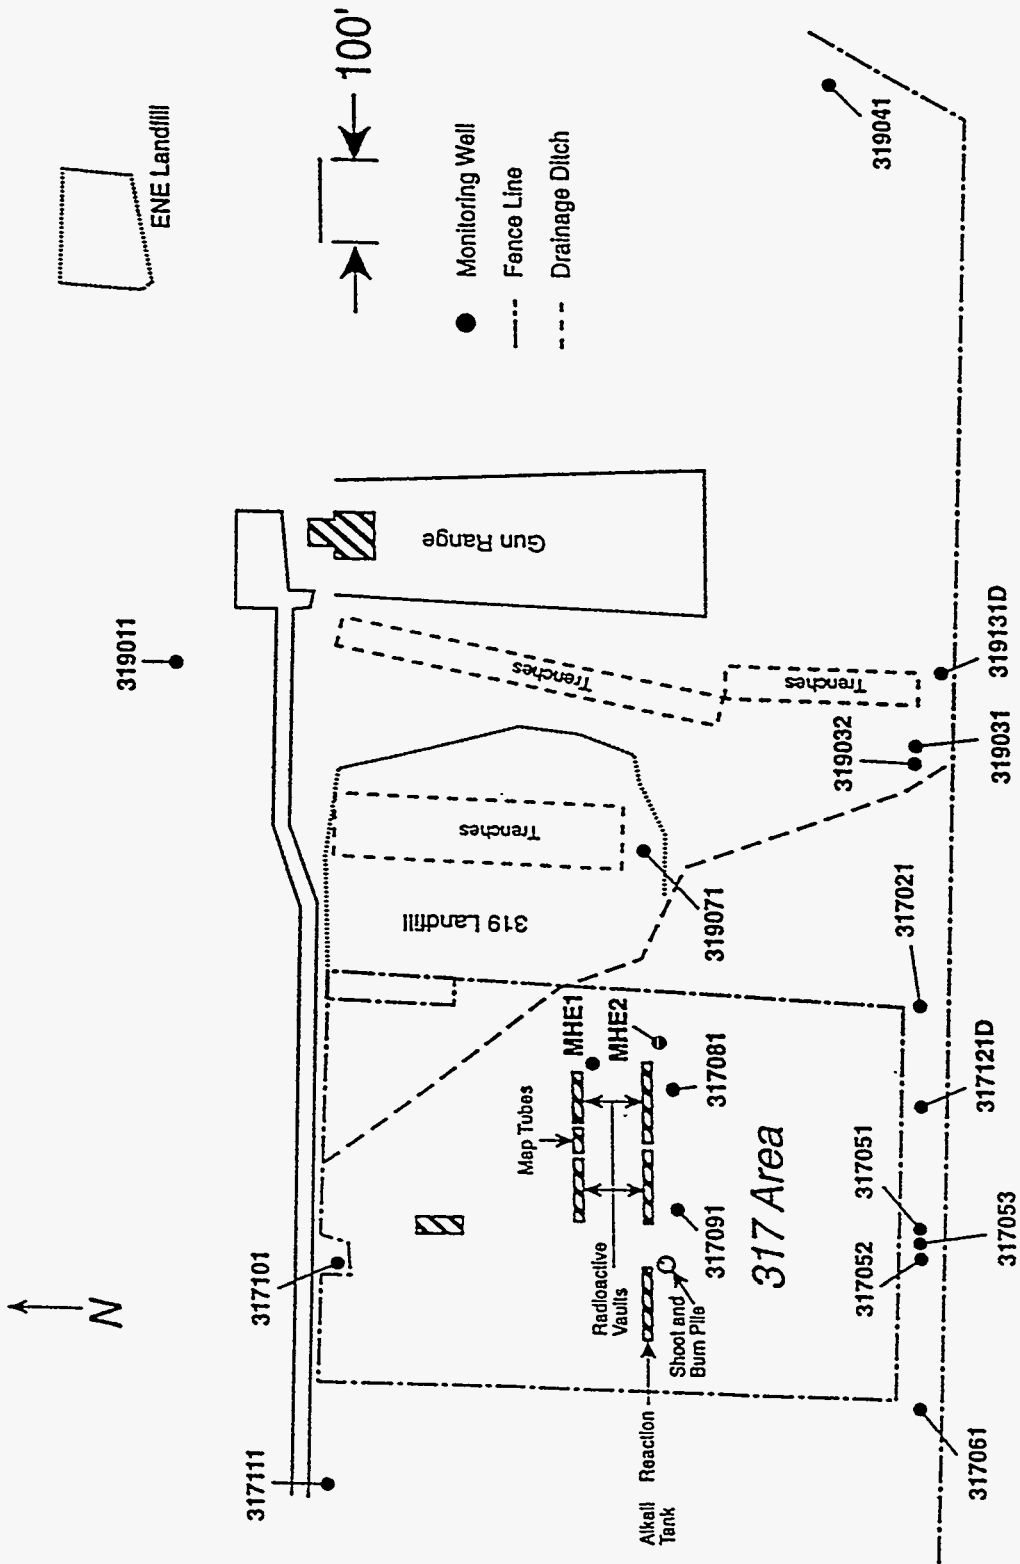 ENE Landfill
100'
Monitoring Well
Fence Line
Drainage Ditch
319041
319011
Gun Range
Trenches
Trenches
319131D
319032
319031
Trenches
319 Landfill
319071
317021
MHE1
MHE2
317081
Map Tubes
317121D
317051
317053
317052
317091
317 Area
Radioactive
Vaults
Shoot and
Burn Pile
317101
N
Alkali Reaction
Tank
317111
317061